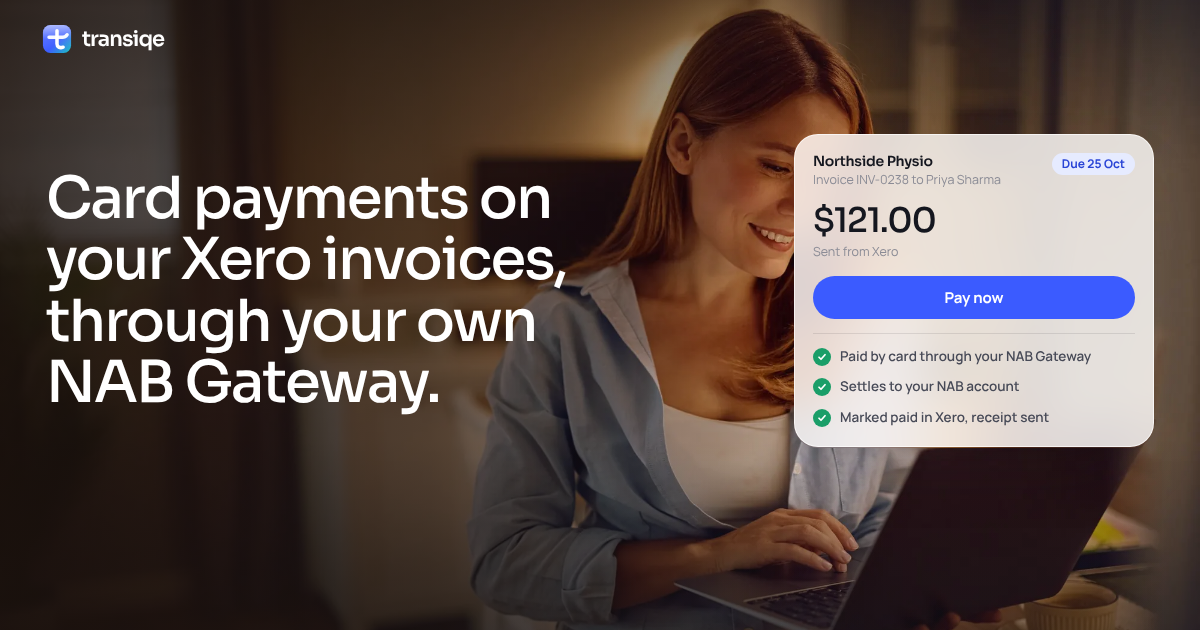 transiqe
Card payments on
your Xero invoices,
through your own
NAB Gateway.
Northside Physio
Due 25 Oct
Invoice INV-0238 to Priya Sharma
$121.00
Sent from Xero
Pay now
Paid by card through your NAB Gateway
Settles to your NAB account
Marked paid in Xero, receipt sent